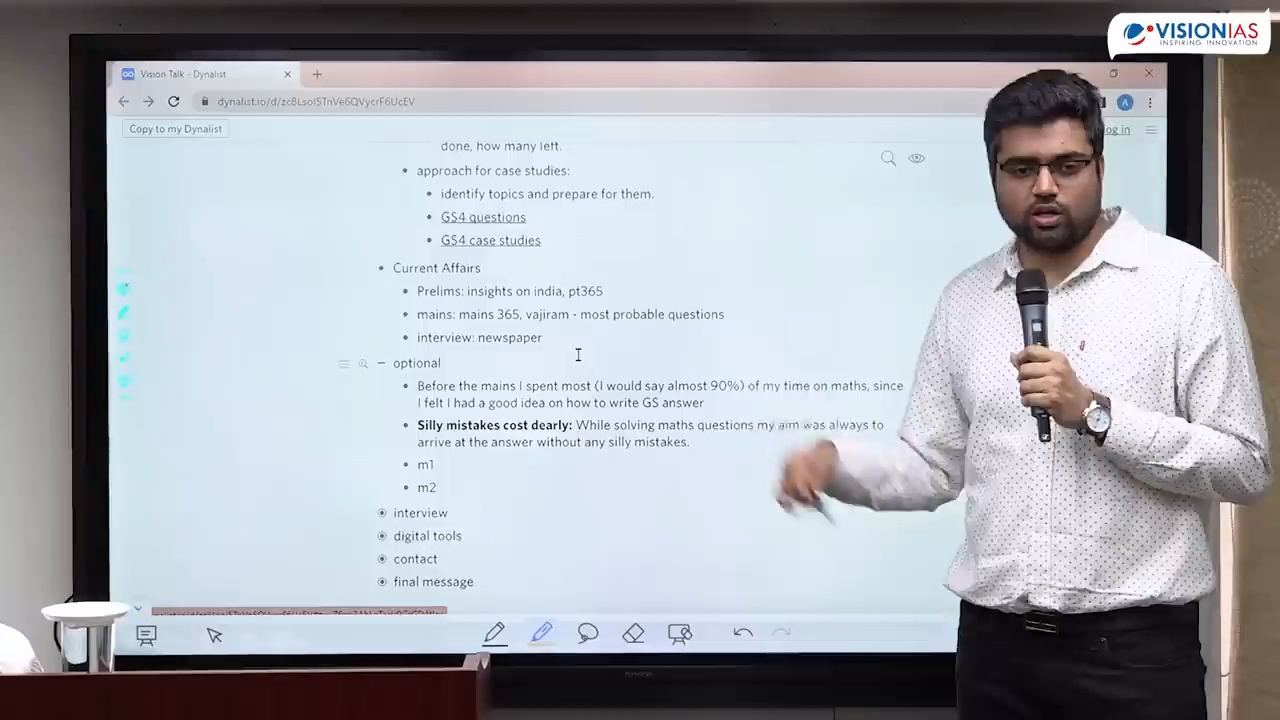 VISIONIAS
INSPIRING INNOVATION
Vision Talk - Dynalist
dynalist.io/d/zc8Lsol5TnVe6QVycrF6UcEV
A
Copy to my Dynalist
og in
done, how many left.
approach for case studies:
identify topics and prepare for them.
GS4 questions
GS4 case studies
Current Affairs
Prelims: insights on india, pt365
mains: mains 365, vajiram - most probable questions
interview: newspaper
optional
Before the mains I spent most (I would say almost 90%) of my time on maths, since
I felt I had a good idea on how to write GS answer
Silly mistakes cost dearly: While solving maths questions my aim was always to
arrive at the answer without any silly mistakes.
m1
m2
interview
digital tools
contact
final message